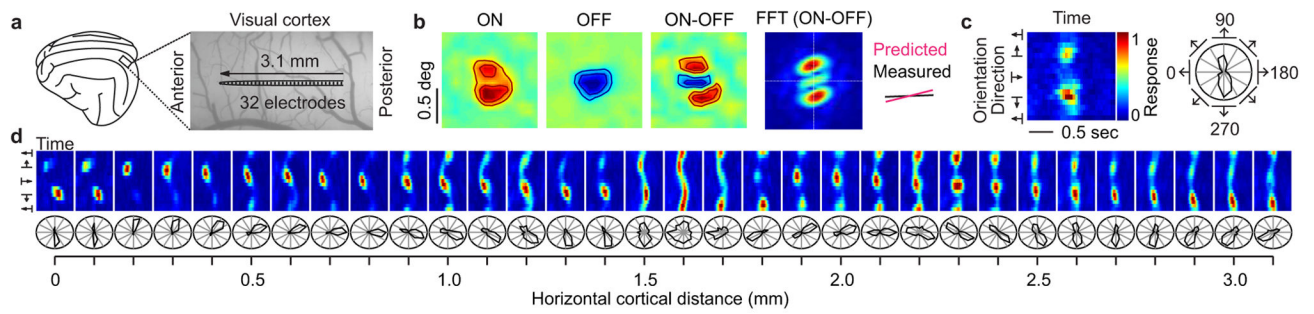 a
Visual cortex
Anterior
3.1 mm
32 electrodes
Posterior
b
ON
OFF
ON-OFF
FFT (ON-OFF)
0.5 deg
Predicted
Measured
c
Time
Orientation
Direction
1
0
Response
0.5 sec
90
0
180
270
d
Time
0
0.5
1.0
1.5
2.0
2.5
3.0
Horizontal cortical distance (mm)